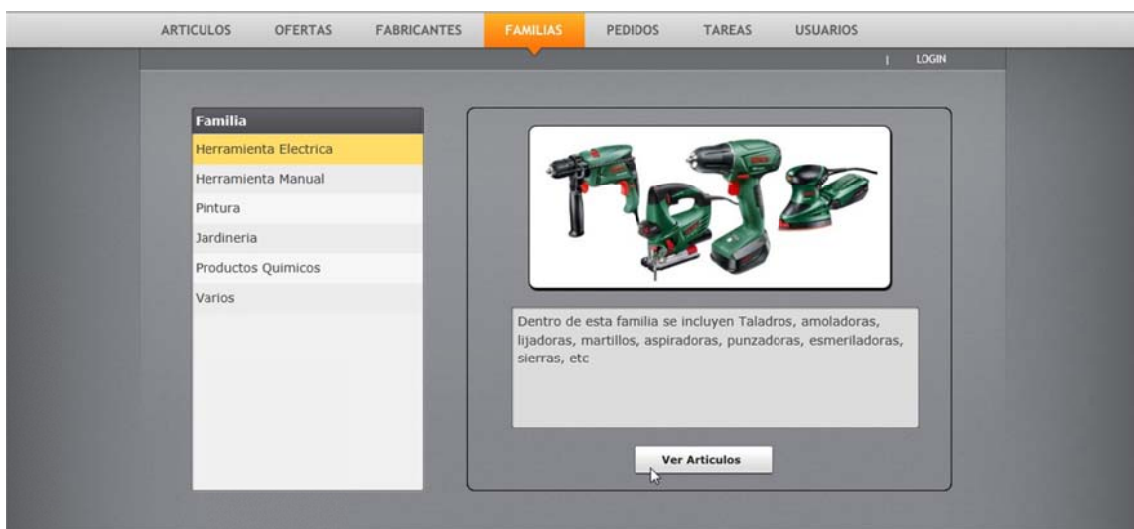 ARTICULOS OFERTAS FABRICANTES FAMILIAS PEDIDOS TAREAS USUARIOS
| LOGIN
Familia
Herramienta Electrica
Herramienta Manual
Pintura
Jardineria
Productos Quimicos
Varios
Dentro de esta familia se incluyen Taladros, amoladoras,
lijadoras, martillos, aspiradoras, punzadoras, esmeriladoras,
sierras, etc
Ver Articulos